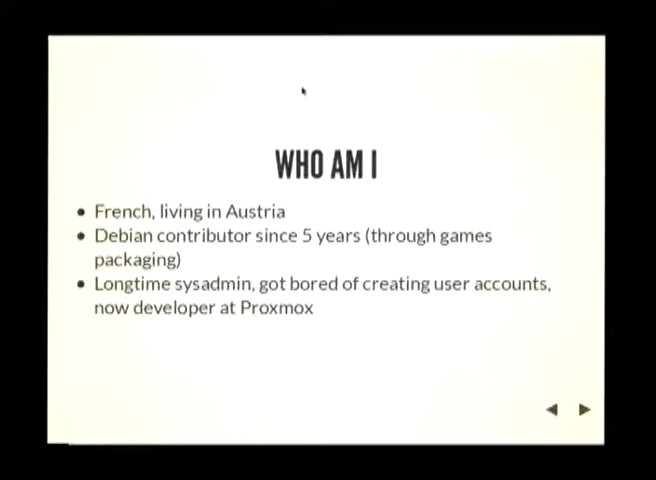 WHO AM I
• French, living in Austria
• Debian contributor since 5 years (through games
packaging)
• Longtime sysadmin, got bored of creating user accounts,
now developer at Proxmox